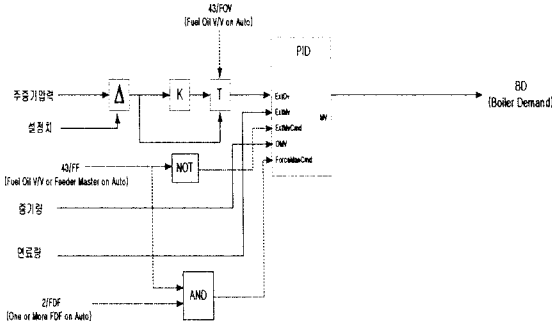 43/FOV
(Fuel Oil V/V on Auto)
PID
주증기압력
Δ
K
T
ExtDv
BD
(Boiler Demand)
설정치
ExtMv
MV
ExtMvCmd
43/FF
(Fuel Oil V/V or Feeder Master on Auto)
NOT
OMV
ForceMaxCmd
증기량
연료량
AND
2/FDF
(One or More FDF on Auto)